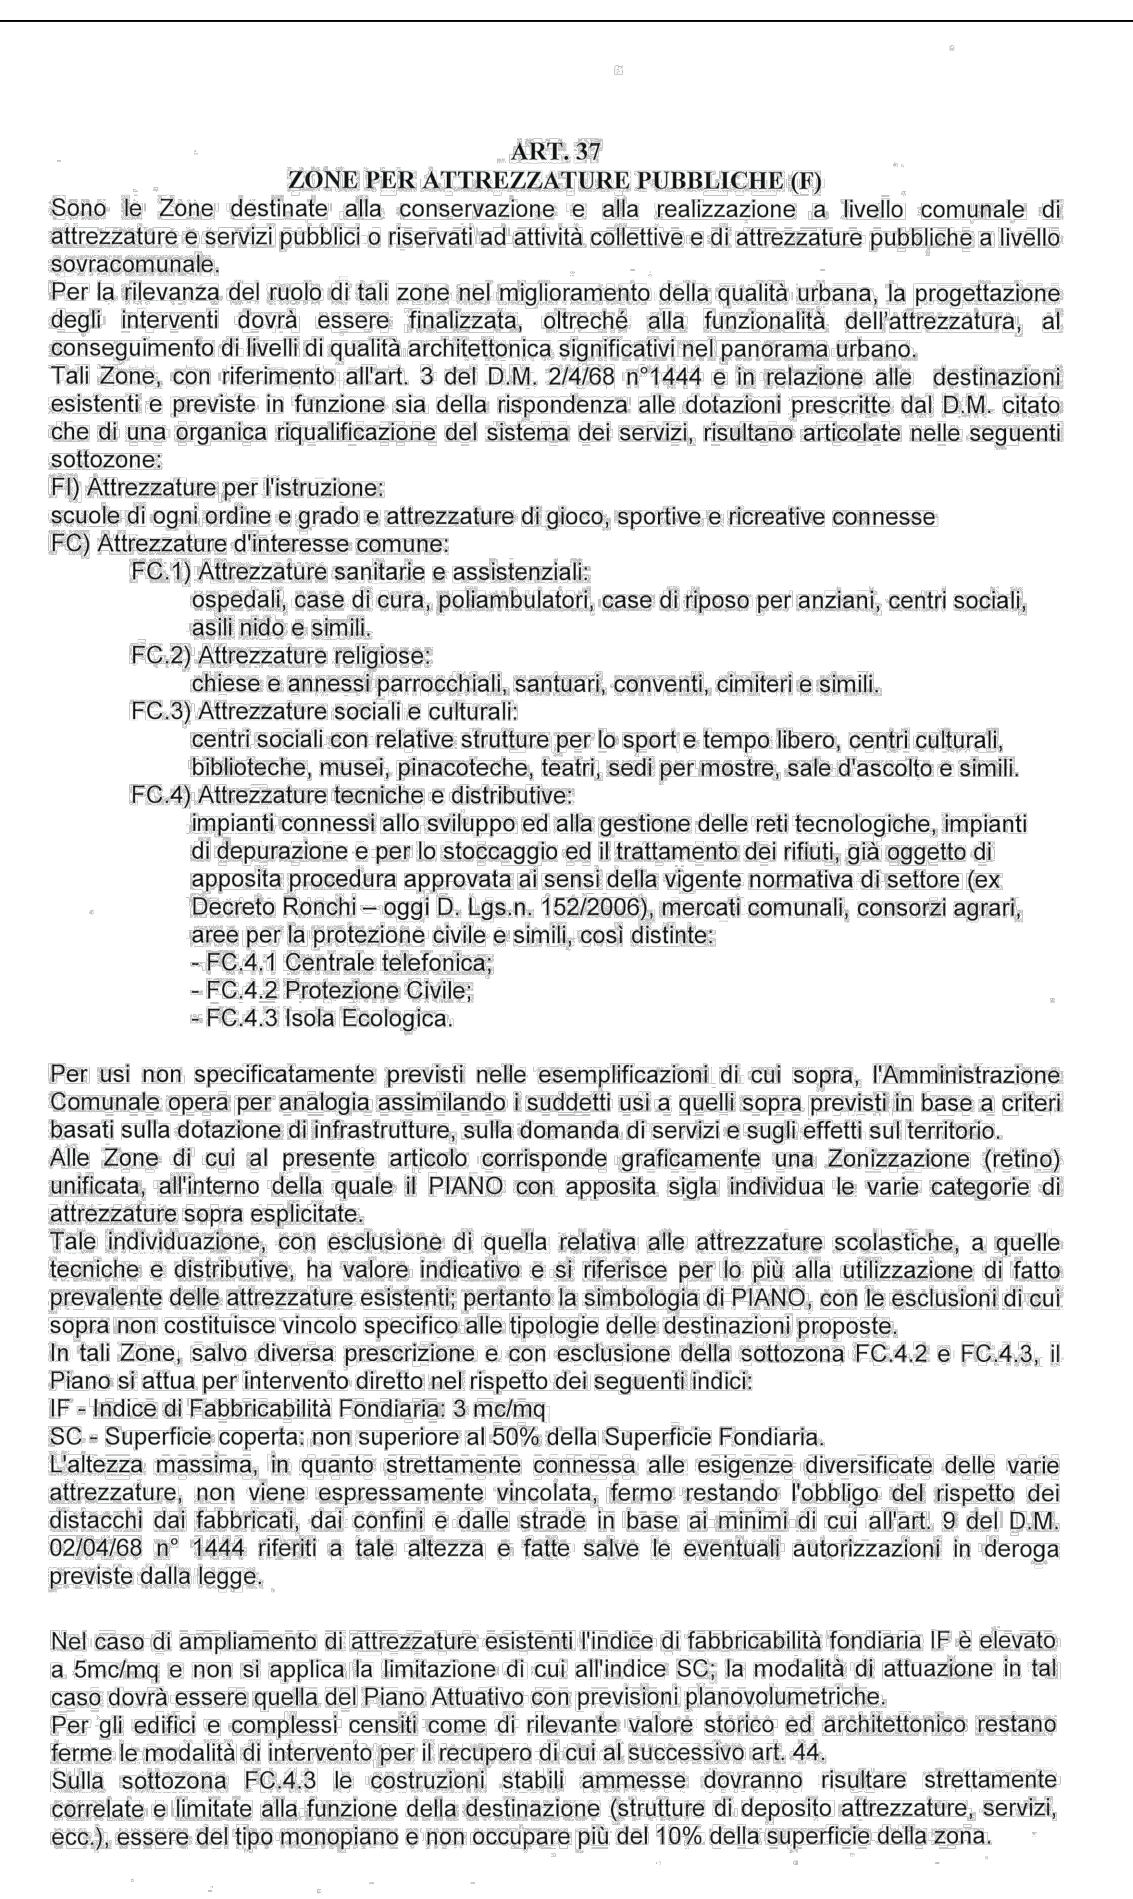 ART. 37
ZONE PER ATTREZZATURE PUBBLICHE (F)
Sono le Zone destinate alla conservazione e alla realizzazione a livello comunale di
attrezzature e servizi pubblici o riservati ad attività collettive e di attrezzature pubbliche a livello
sovracomunale.
Per la rilevanza del ruolo di tali zone nel miglioramento della qualità urbana, la progettazione
degli interventi dovrà essere finalizzata, oltreché alla funzionalità dell'attrezzatura, al
conseguimento di livelli di qualità architettonica significativi nel panorama urbano.
Tali Zone, con riferimento all'art. 3 del D.M. 2/4/68 n°1444 e in relazione alle destinazioni
esistenti e previste in funzione sia della rispondenza alle dotazioni prescritte dal D.M. citato
che di una organica riqualificazione del sistema dei servizi, risultano articolate nelle seguenti
sottozone:
FI) Attrezzature per l'istruzione:
scuole di ogni ordine e grado e attrezzature di gioco, sportive e ricreative connesse
FC) Attrezzature d'interesse comune:
FC.1) Attrezzature sanitarie e assistenziali:
ospedali, case di cura, poliambulatori, case di riposo per anziani, centri sociali,
asili nido e simili.
FC.2) Attrezzature religiose:
chiese e annessi parrocchiali, santuari, conventi, cimiteri e simili.
FC.3) Attrezzature sociali e culturali:
centri sociali con relative strutture per lo sport e tempo libero, centri culturali,
biblioteche, musei, pinacoteche, teatri, sedi per mostre, sale d'ascolto e simili.
FC.4) Attrezzature tecniche e distributive:
impianti connessi allo sviluppo ed alla gestione delle reti tecnologiche, impianti
di depurazione e per lo stoccaggio ed il trattamento dei rifiuti, già oggetto di
apposita procedura approvata ai sensi della vigente normativa di settore (ex
Decreto Ronchi – oggi D. Lgs.n. 152/2006), mercati comunali, consorzi agrari,
aree per la protezione civile e simili, così distinte:
- FC.4.1 Centrale telefonica;
- FC.4.2 Protezione Civile;
- FC.4.3 Isola Ecologica.
Per usi non specificatamente previsti nelle esemplificazioni di cui sopra, l'Amministrazione
Comunale opera per analogia assimilando i suddetti usi a quelli sopra previsti in base a criteri
basati sulla dotazione di infrastrutture, sulla domanda di servizi e sugli effetti sul territorio.
Alle Zone di cui al presente articolo corrisponde graficamente una Zonizzazione (retino)
unificata, all'interno della quale il PIANO con apposita sigla individua le varie categorie di
attrezzature sopra esplicitate.
Tale individuazione, con esclusione di quella relativa alle attrezzature scolastiche, a quelle
tecniche e distributive, ha valore indicativo e si riferisce per lo più alla utilizzazione di fatto
prevalente delle attrezzature esistenti; pertanto la simbologia di PIANO, con le esclusioni di cui
sopra non costituisce vincolo specifico alle tipologie delle destinazioni proposte.
In tali Zone, salvo diversa prescrizione e con esclusione della sottozona FC.4.2 e FC.4.3, il
Piano si attua per intervento diretto nel rispetto dei seguenti indici:
IF - Indice di Fabbricabilità Fondiaria: 3 mc/mq
SC - Superficie coperta: non superiore al 50% della Superficie Fondiaria.
L'altezza massima, in quanto strettamente connessa alle esigenze diversificate delle varie
attrezzature, non viene espressamente vincolata, fermo restando l'obbligo del rispetto dei
distacchi dai fabbricati, dai confini e dalle strade in base ai minimi di cui all'art. 9 del D.M.
02/04/68 n° 1444 riferiti a tale altezza e fatte salve le eventuali autorizzazioni in deroga
previste dalla legge.
Nel caso di ampliamento di attrezzature esistenti l'indice di fabbricabilità fondiaria IF è elevato
a 5mc/mq e non si applica la limitazione di cui all'indice SC; la modalità di attuazione in tal
caso dovrà essere quella del Piano Attuativo con previsioni planovolumetriche.
Per gli edifici e complessi censiti come di rilevante valore storico ed architettonico restano
ferme le modalità di intervento per il recupero di cui al successivo art. 44.
Sulla sottozona FC.4.3 le costruzioni stabili ammesse dovranno risultare strettamente
correlate e limitate alla funzione della destinazione (strutture di deposito attrezzature, servizi,
ecc.), essere del tipo monopiano e non occupare più del 10% della superficie della zona.